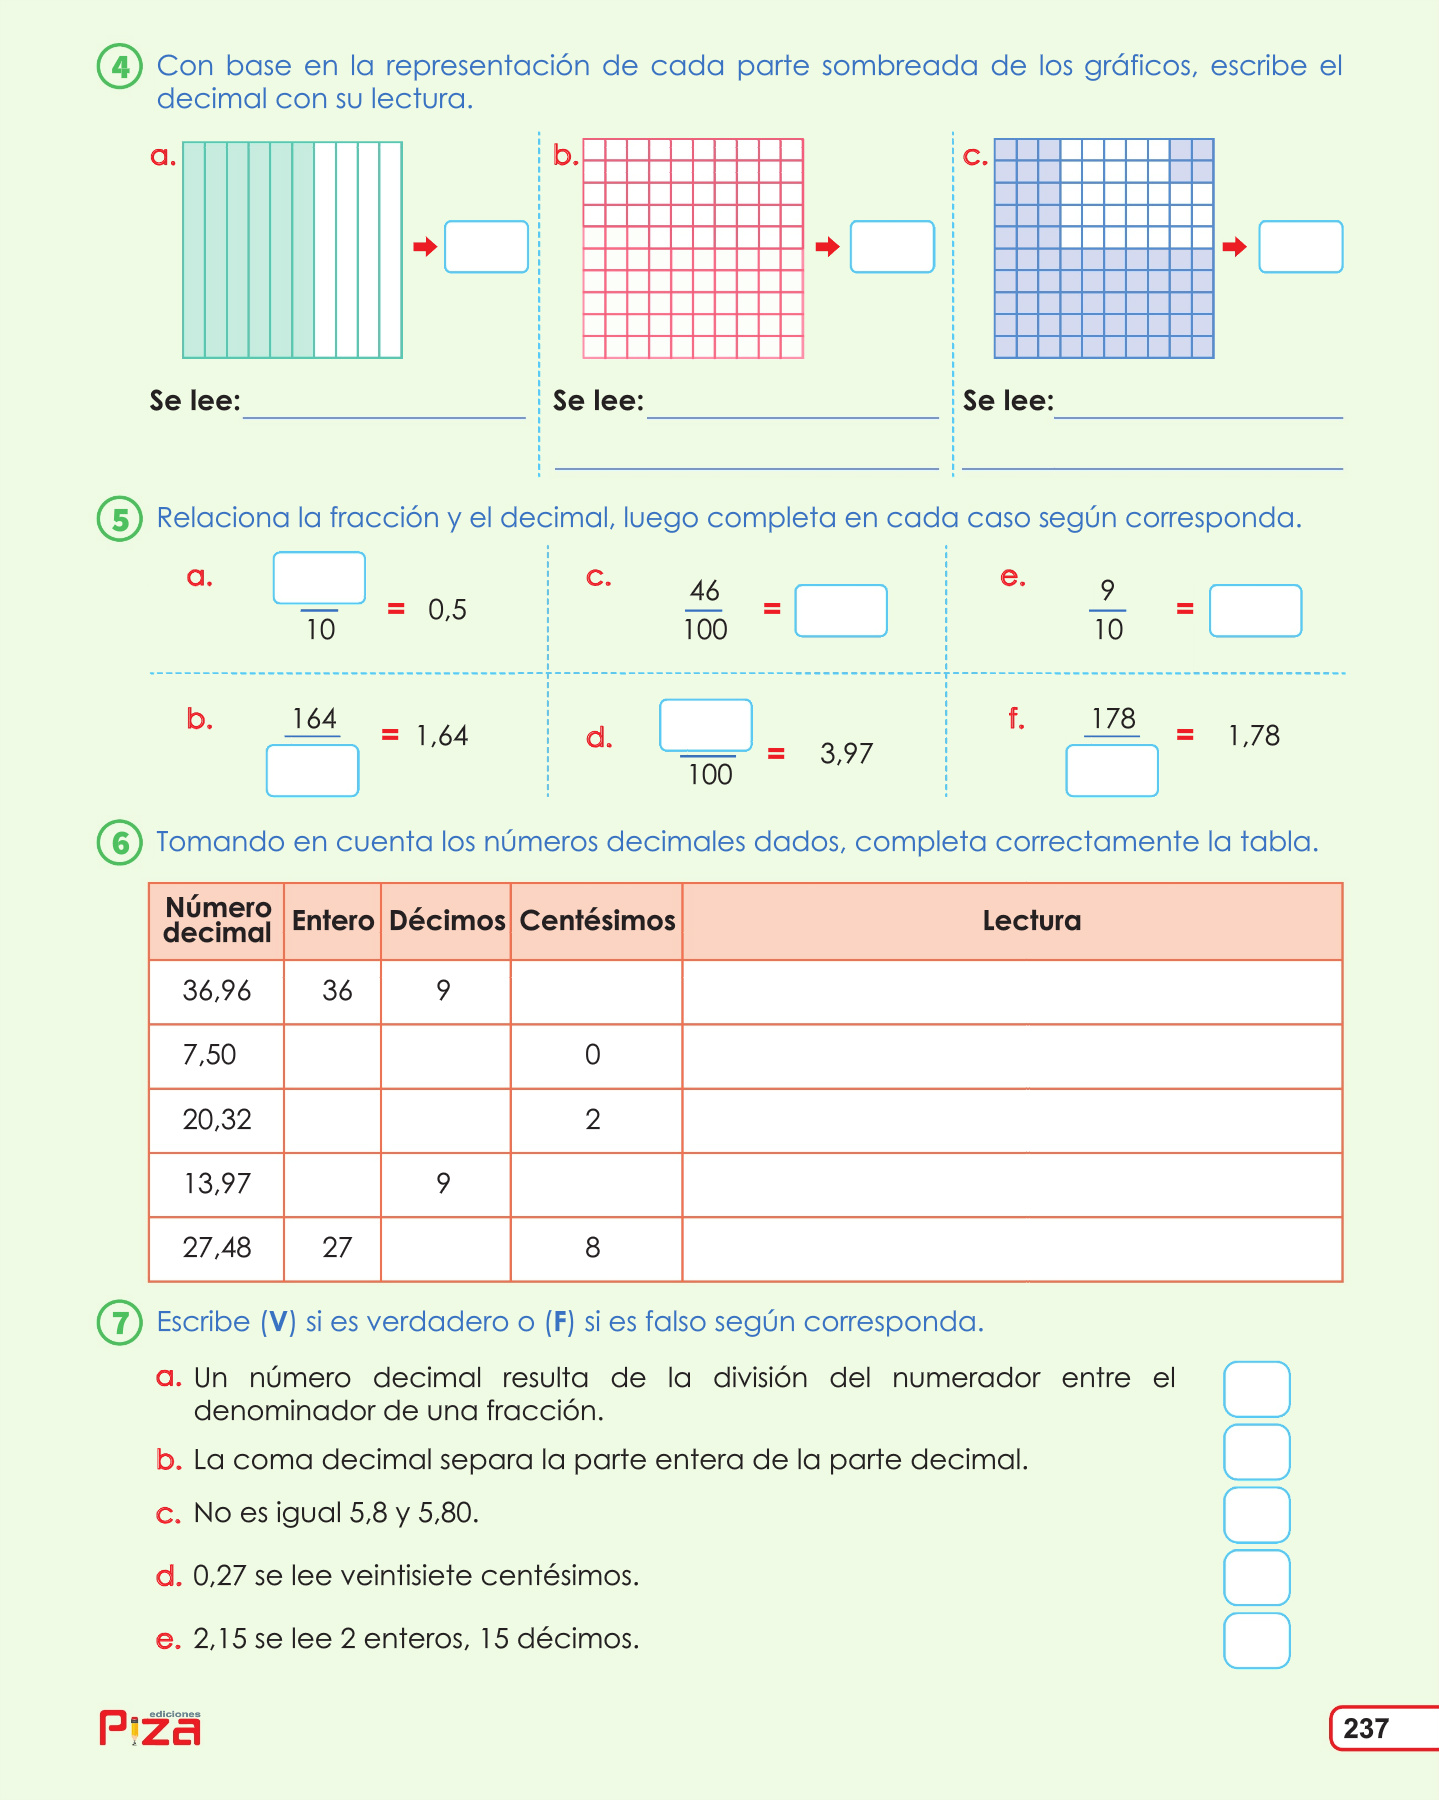 4 Con base en la representación de cada parte sombreada de los gráficos, escribe el
decimal con su lectura.
a. b. c.
Se lee: Se lee: Se lee:
5 Relaciona la fracción y el decimal, luego completa en cada caso según corresponda.
a.
10
= 0,5
c.
46
100
=
e.
9
10
=
b.
164
= 1,64
d.
100
= 3,97
f.
178
= 1,78
6 Tomando en cuenta los números decimales dados, completa correctamente la tabla.
Número
decimal
Entero Décimos Centésimos Lectura
36,96 36 9
7,50 0
20,32 2
13,97 9
27,48 27 8
7 Escribe (V) si es verdadero o (F) si es falso según corresponda.
a. Un número decimal resulta de la división del numerador entre el
denominador de una fracción.
b. La coma decimal separa la parte entera de la parte decimal.
c. No es igual 5,8 y 5,80.
d. 0,27 se lee veintisiete centésimos.
e. 2,15 se lee 2 enteros, 15 décimos.
ediciones
Piza
237